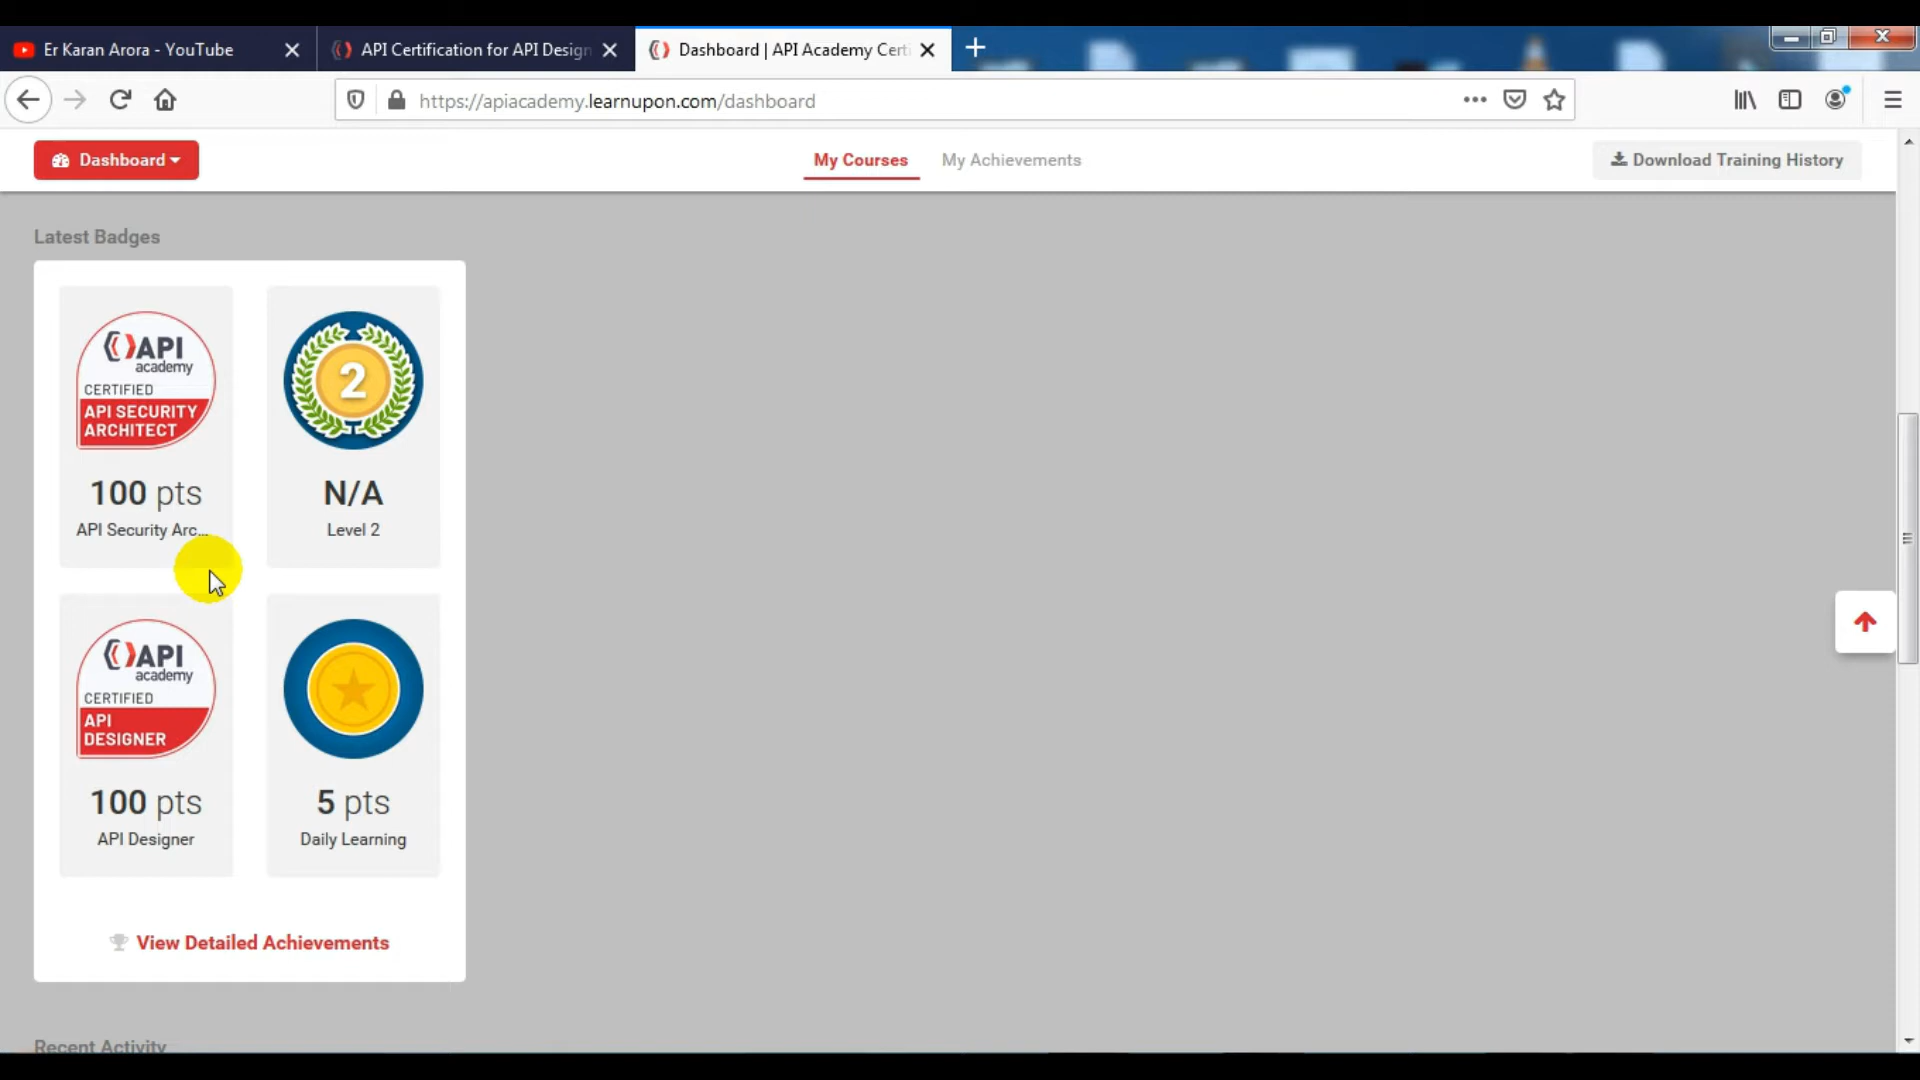 Er Karan Arora - YouTube
API Certification for API Design
Dashboard | API Academy Certi
https://apiacademy.learnupon.com/dashboard
Dashboard
My Courses
My Achievements
Download Training History
Latest Badges
API
academy
CERTIFIED
API SECURITY
ARCHITECT
100 pts
API Security Arc...
2
N/A
Level 2
API
academy
CERTIFIED
API
DESIGNER
100 pts
API Designer
5 pts
Daily Learning
View Detailed Achievements
Recent Activity